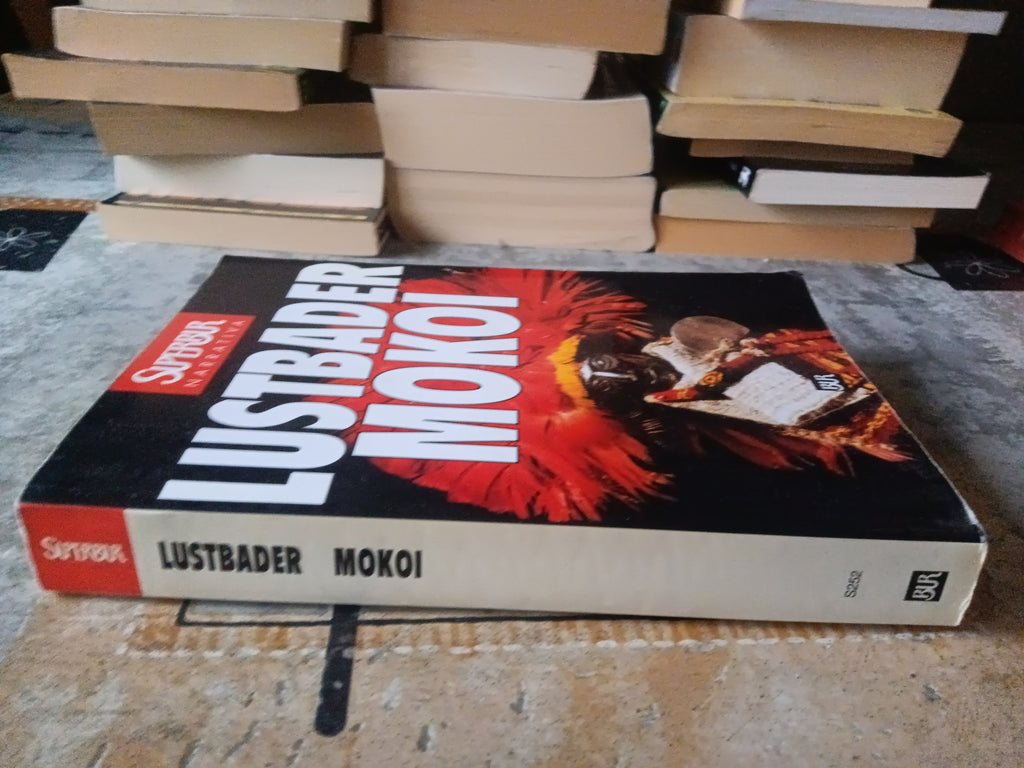 SUPERBUR
NARRATIVA
LUSTBADER
MOKOI
BUR
SUPERBUR
LUSTBADER MOKOI
S252
BUR